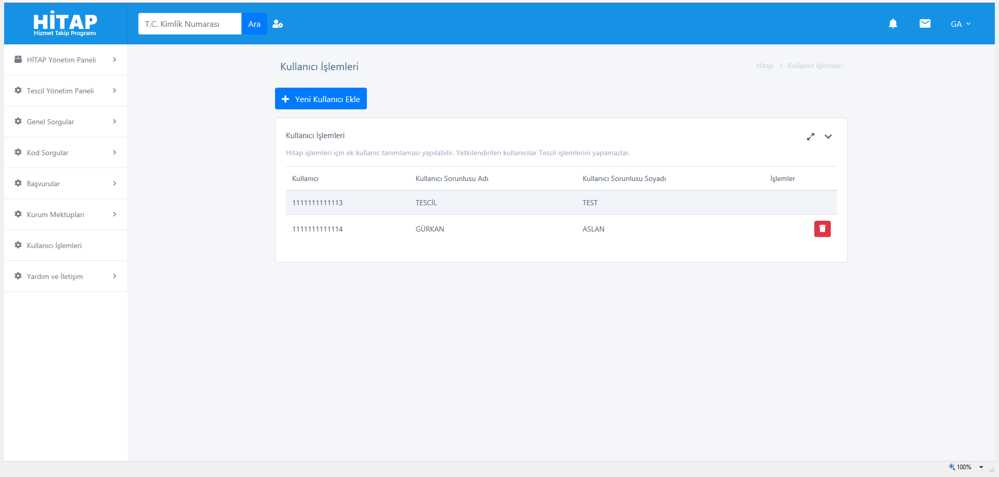 HİTAP
Hizmet Takip Programı
T.C. Kimlik Numarası Ara
GA
HİTAP Yönetim Paneli
Tescil Yönetim Paneli
Genel Sorgular
Kod Sorgular
Başvurular
Kurum Mektupları
Kullanıcı İşlemleri
Yardım ve İletişim
Kullanıcı İşlemleri
Hitap > Kullanıcı İşlemleri
Yeni Kullanıcı Ekle
Kullanıcı İşlemleri
Hitap işlemleri için ek kullanıc tanımlaması yapılabilir. Yetkilendirilen kullanıcılar Tescil işlemlerini yapamazlar.
Kullanıcı Kullanıcı Sorunlusu Adı Kullanıcı Sorunlusu Soyadı İşlemler
1111111111113 TESCİL TEST
1111111111114 GÜRKAN ASLAN
100%